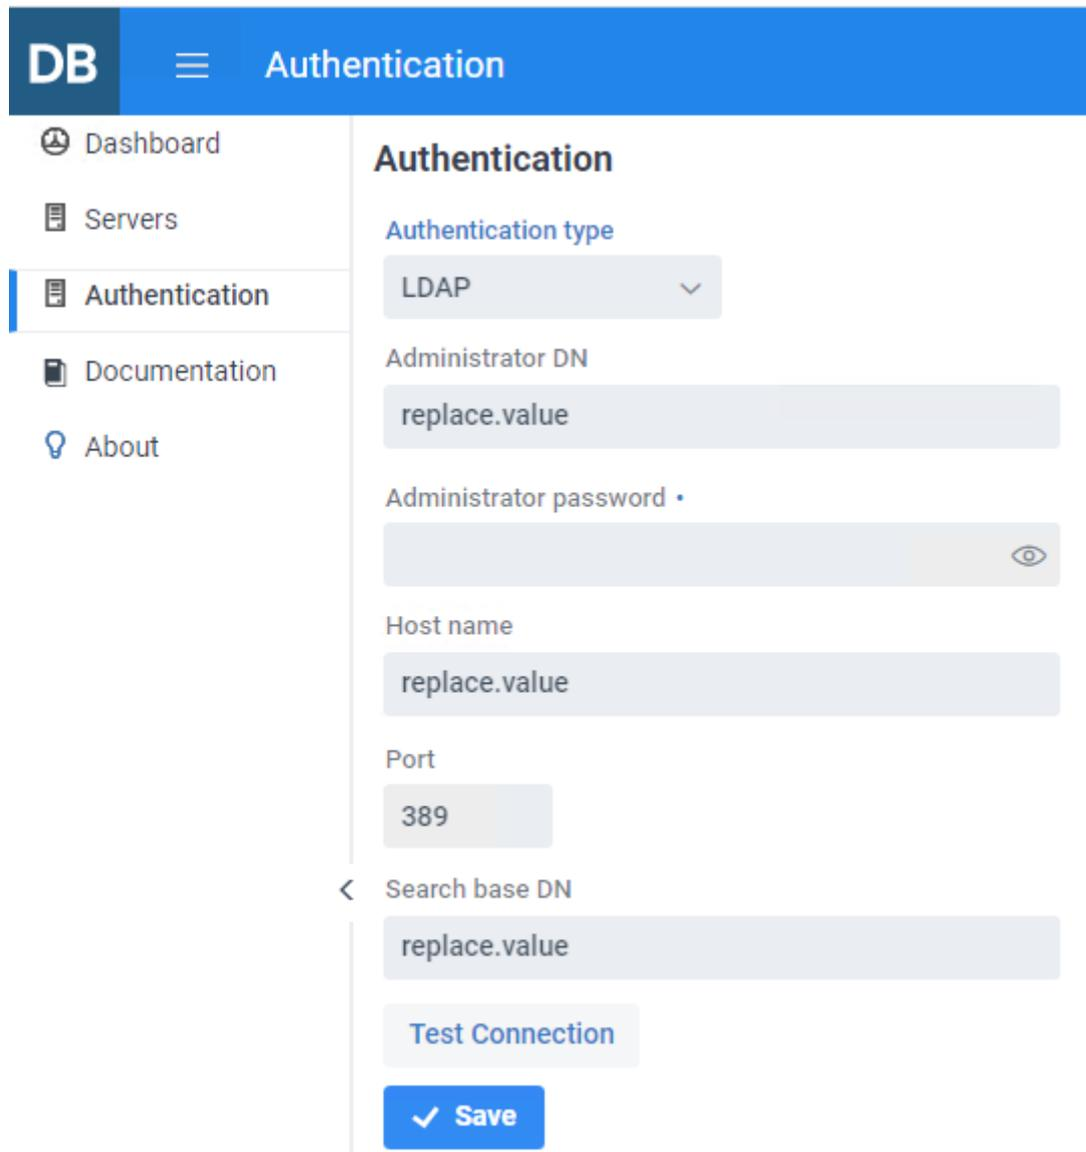 DB
Authentication
Dashboard
Servers
Authentication
Documentation
About
Authentication
Authentication type
LDAP
Administrator DN
replace.value
Administrator password •
Host name
replace.value
Port
389
Search base DN
replace.value
Test Connection
Save